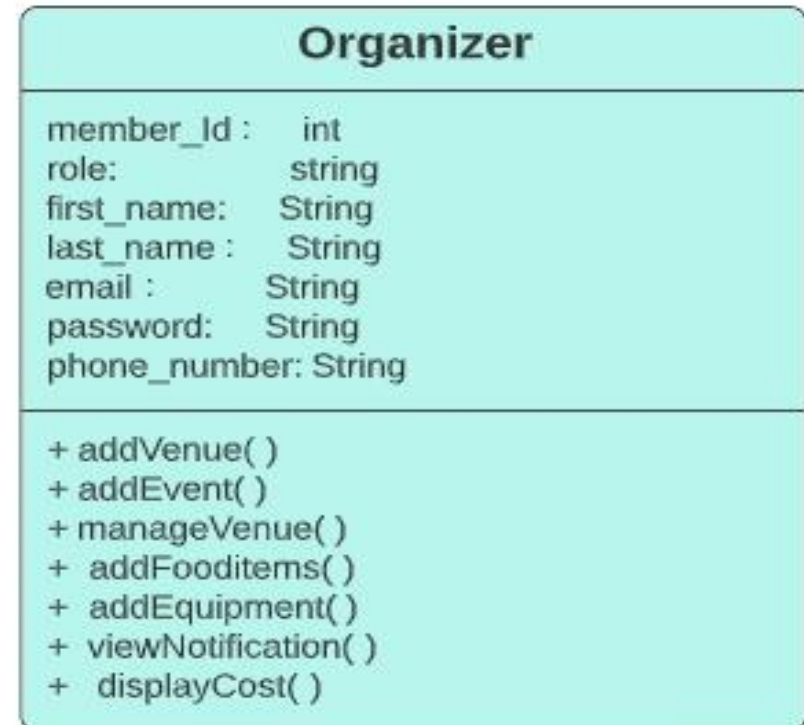 Organizer
member_Id : int
role: string
first_name: String
last_name : String
email : String
password: String
phone_number: String
+ addVenue( )
+ addEvent( )
+ manageVenue( )
+ addFooditems( )
+ addEquipment( )
+ viewNotification( )
+ displayCost( )